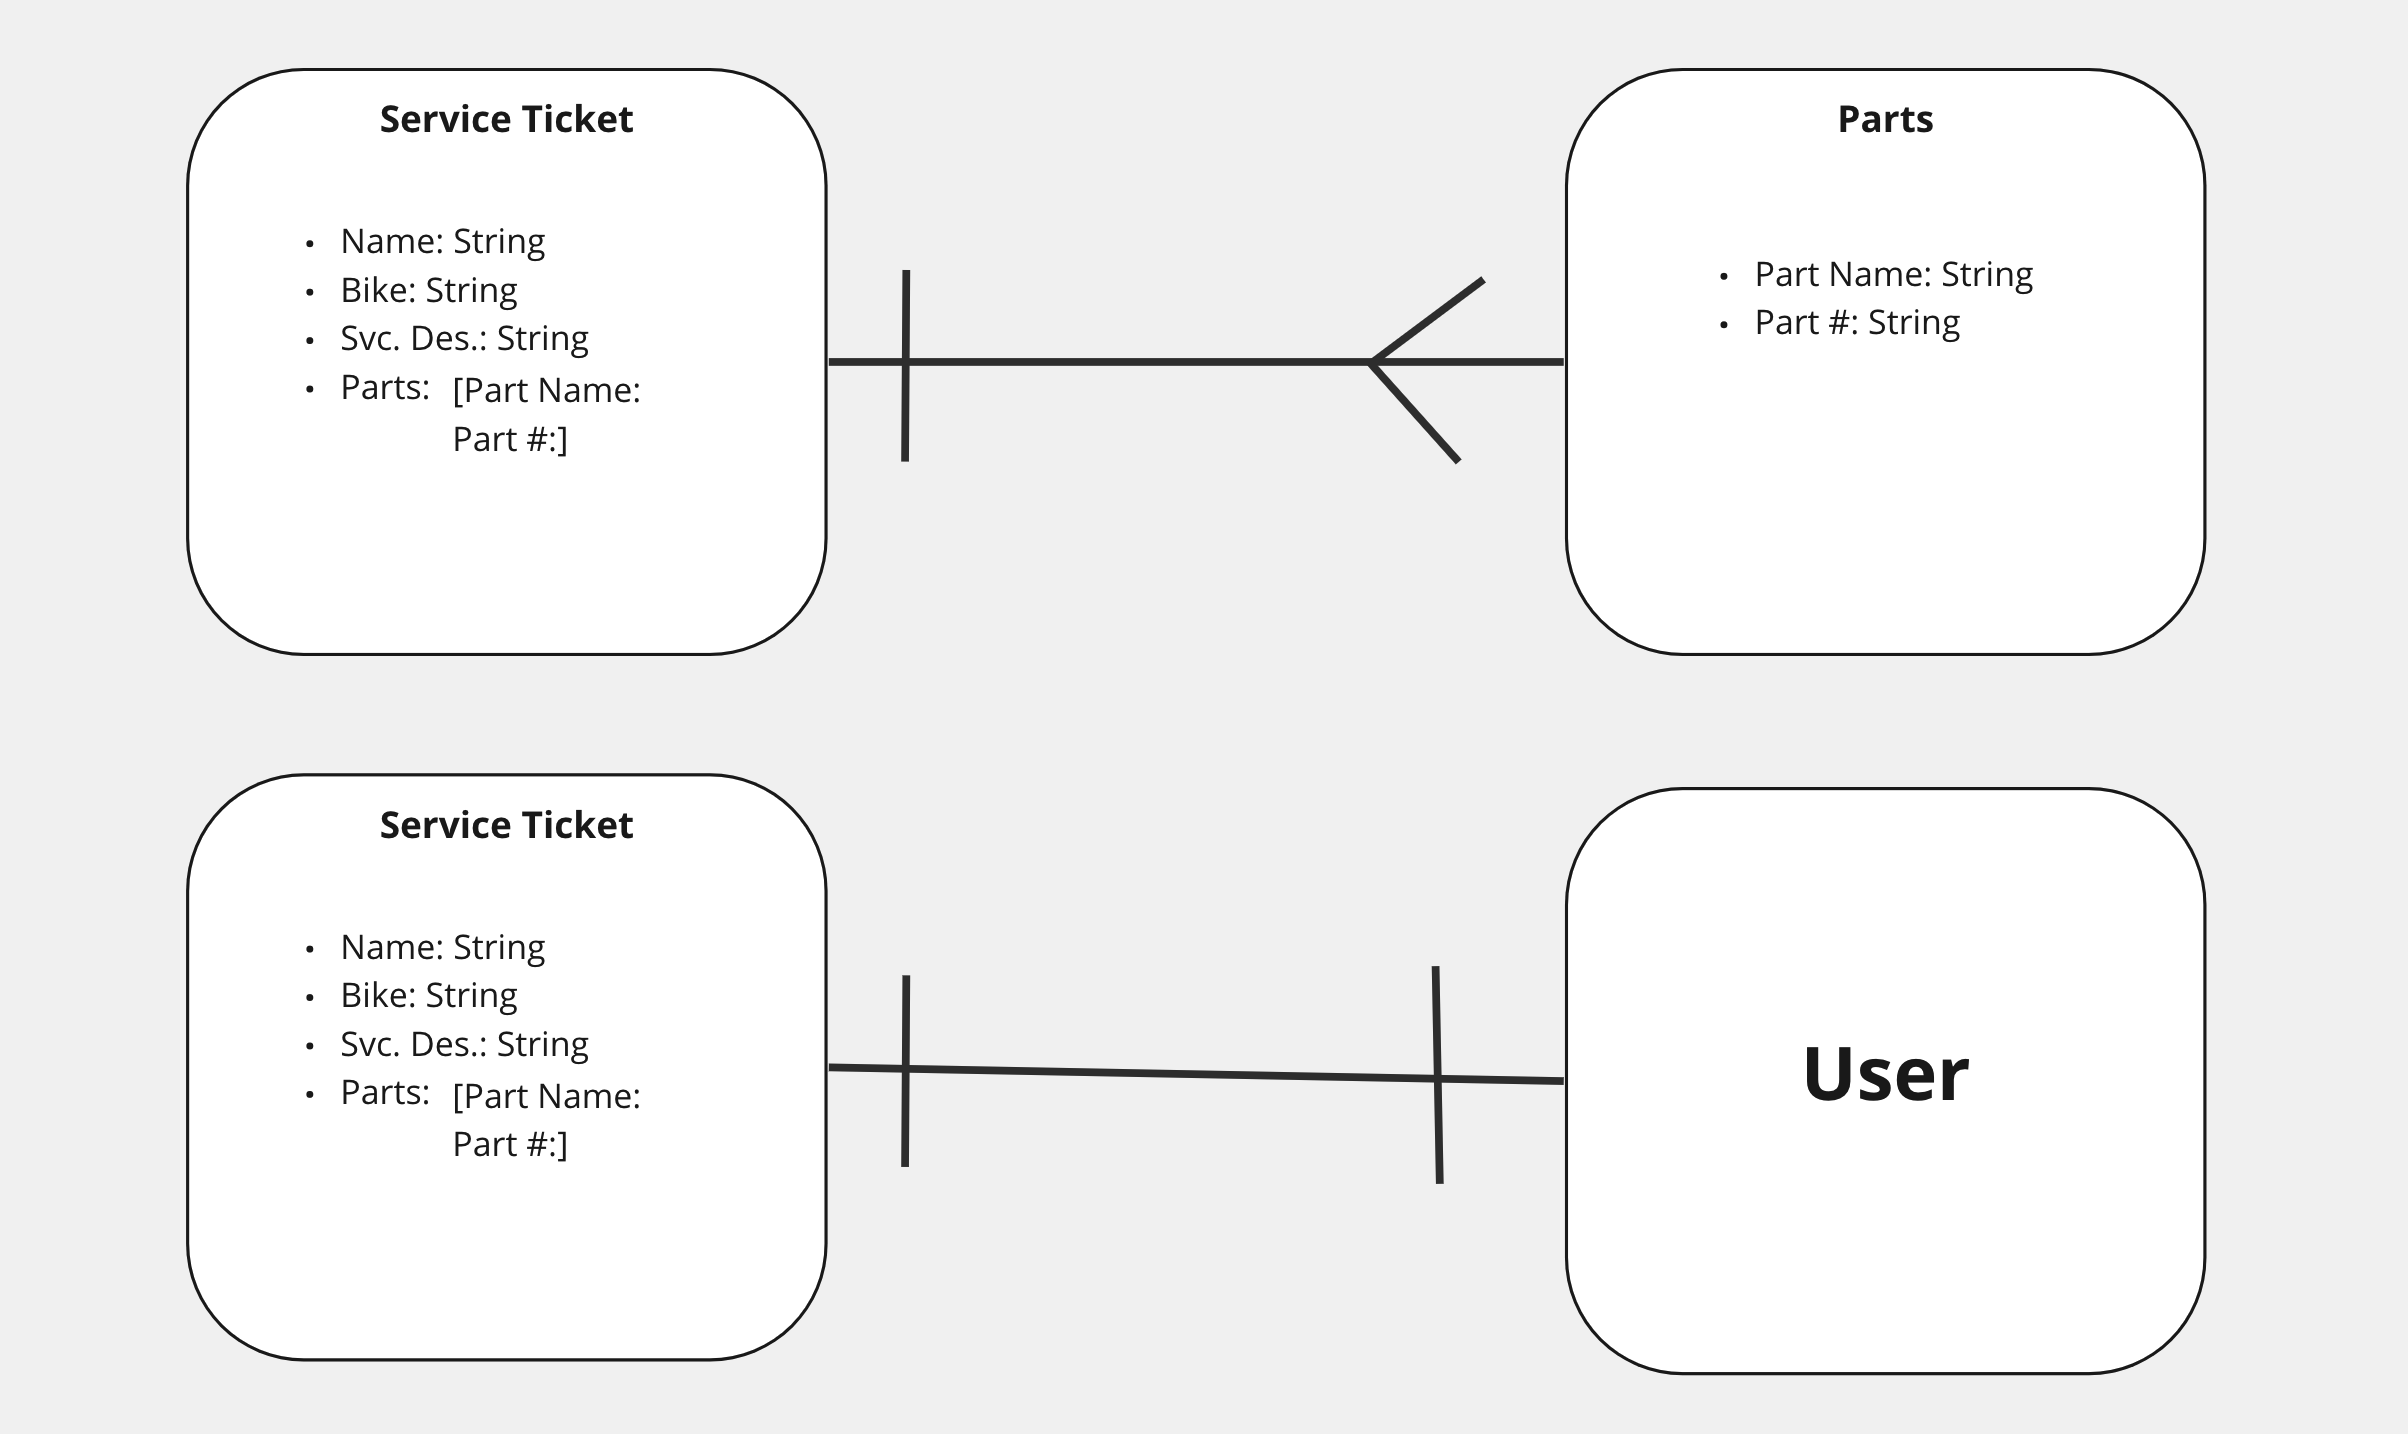 Service Ticket
• Name: String
• Bike: String
• Svc. Des.: String
• Parts: [Part Name:
Part #:]
Parts
• Part Name: String
• Part #: String
Service Ticket
• Name: String
• Bike: String
• Svc. Des.: String
• Parts: [Part Name:
Part #:]
User